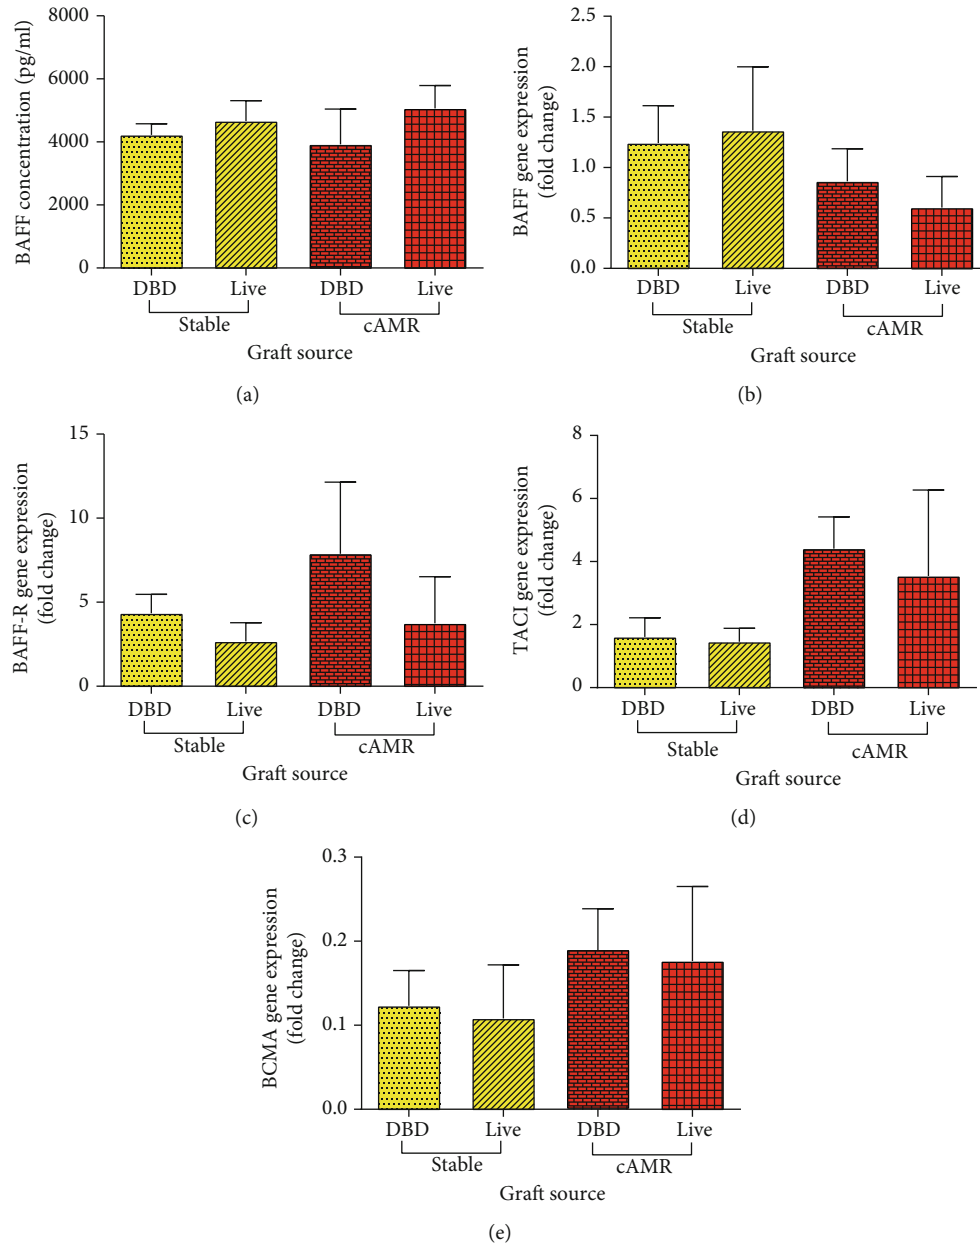 BAFF concentration (pg/ml)
8000
6000
4000
2000
0
DBD Live DBD Live
Stable cAMR
Graft source
(a)
BAFF gene expression
(fold change)
2.5
2.0
1.5
1.0
0.5
0.0
DBD Live DBD Live
Stable cAMR
Graft source
(b)
BAFF-R gene expression
(fold change)
15
10
5
0
DBD Live DBD Live
Stable cAMR
Graft source
(c)
TACI gene expression
(fold change)
8
6
4
2
0
DBD Live DBD Live
Stable cAMR
Graft source
(d)
BCMA gene expression
(fold change)
0.3
0.2
0.1
0.0
DBD Live DBD Live
Stable cAMR
Graft source
(e)